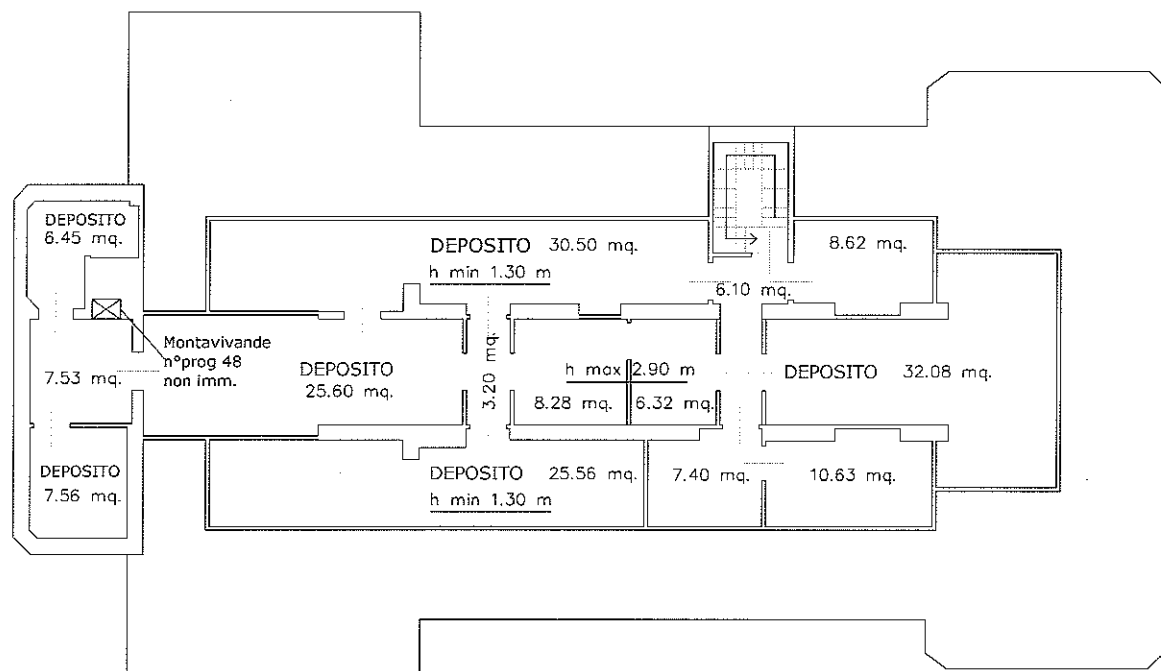 DEPOSITO
6.45 mq.
DEPOSITO 30.50 mq.
h min 1.30 m
8.62 mq.
6.10 mq.
Montavivande
n°prog 48
non imm.
7.53 mq.
DEPOSITO
25.60 mq.
3.20 mq.
h max 2.90 m
8.28 mq.
6.32 mq.
DEPOSITO 32.08 mq.
DEPOSITO
7.56 mq.
DEPOSITO 25.56 mq.
h min 1.30 m
7.40 mq.
10.63 mq.